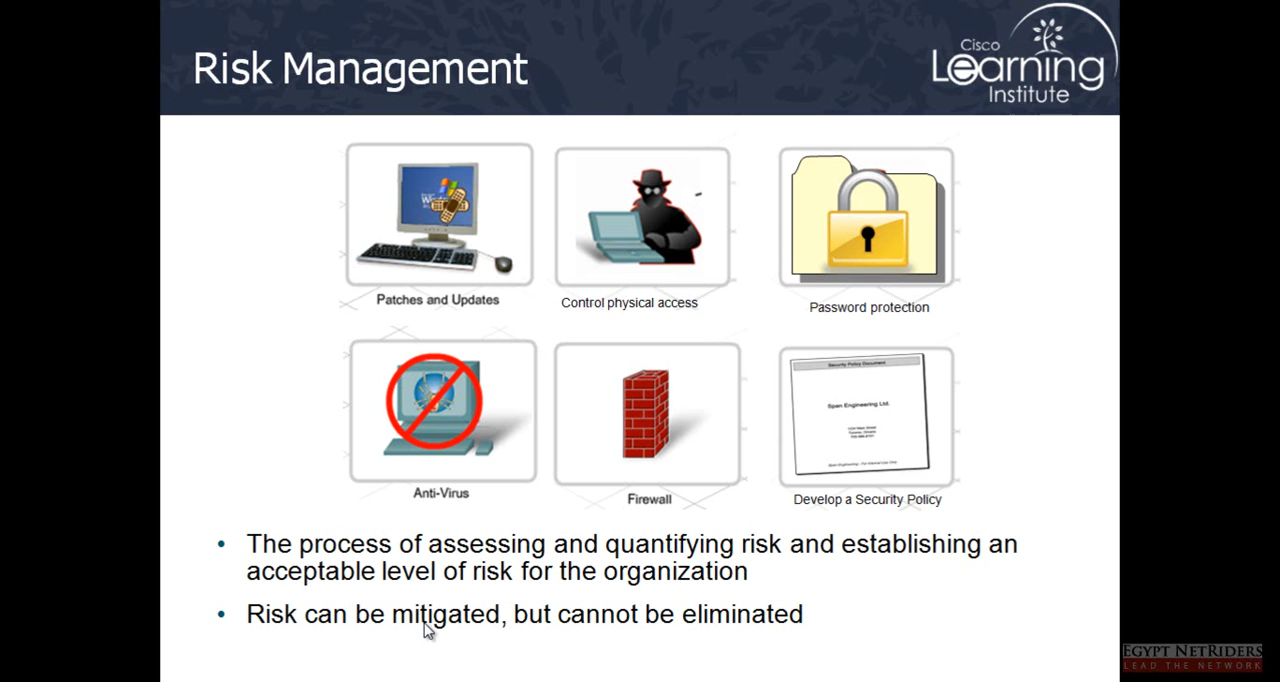 Risk Management
Cisco
Learning
Institute
Patches and Updates
Control physical access
Password protection
Security Policy Document
Span Engineering Ltd.
Anti-Virus
Firewall
Develop a Security Policy
• The process of assessing and quantifying risk and establishing an
acceptable level of risk for the organization
• Risk can be mitigated, but cannot be eliminated
EGYPT NETRIDERS
LEAD THE NETWORK